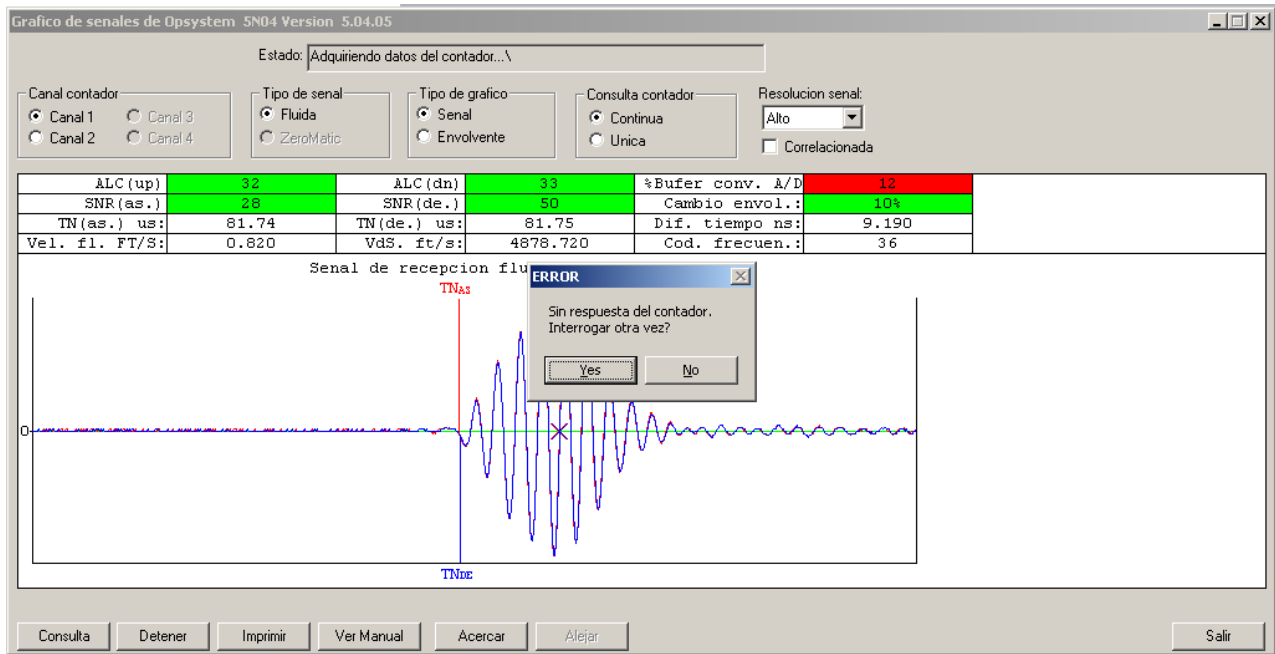 Grafico de senales de Opsystem 5N04 Version 5.04.05
Estado: Adquiriendo datos del contador...\
Canal contador
Canal 1 Canal 3
Canal 2 Canal 4
Tipo de senal
Fluida
ZeroMatic
Tipo de grafico
Senal
Envolvente
Consulta contador
Continua
Unica
Resolucion senal:
Alto
Correlacionada
ALC(up) 32 ALC(dn) 33 %Bufer conv. A/D 12
SNR(as.) 28 SNR(de.) 50 Cambio envol.: 10%
TN(as.) us: 81.74 TN(de.) us: 81.75 Dif. tiempo ns: 9.190
Vel. fl. FT/S: 0.820 VdS. ft/s: 4878.720 Cod. frecuen.: 36
Senal de recepcion flu
TNAS
ERROR
Sin respuesta del contador.
Interrogar otra vez?
Yes No
0
TNDE
Consulta Detener Imprimir Ver Manual Acercar Alejar Salir